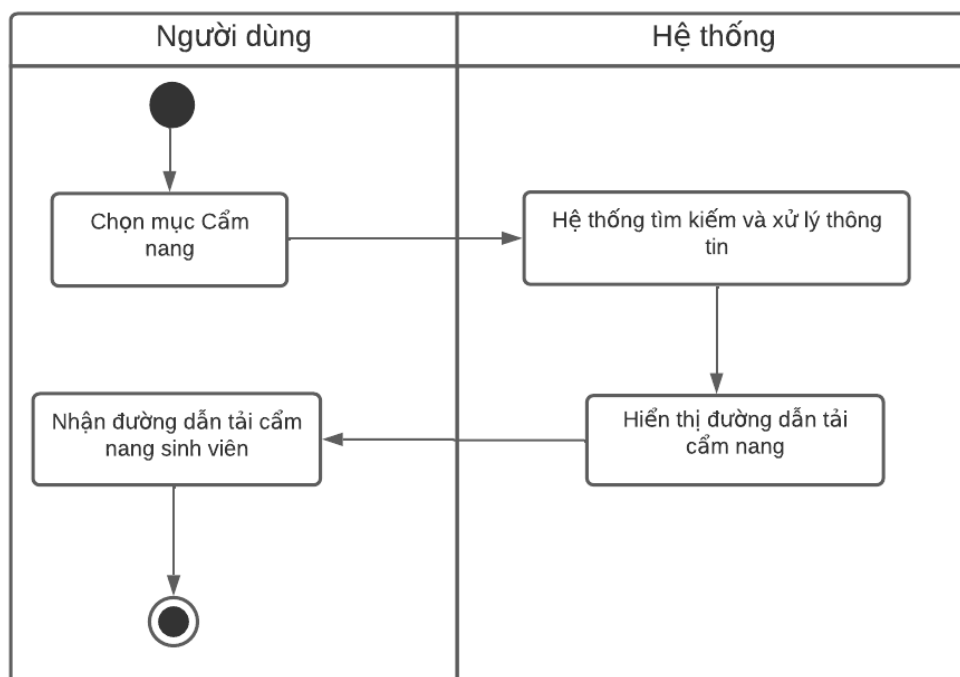 Người dùng
Hệ thống
Chọn mục Cẩm
nang
Hệ thống tìm kiếm và xử lý thông
tin
Nhận đường dẫn tải cẩm
nang sinh viên
Hiển thị đường dẫn tải
cẩm nang